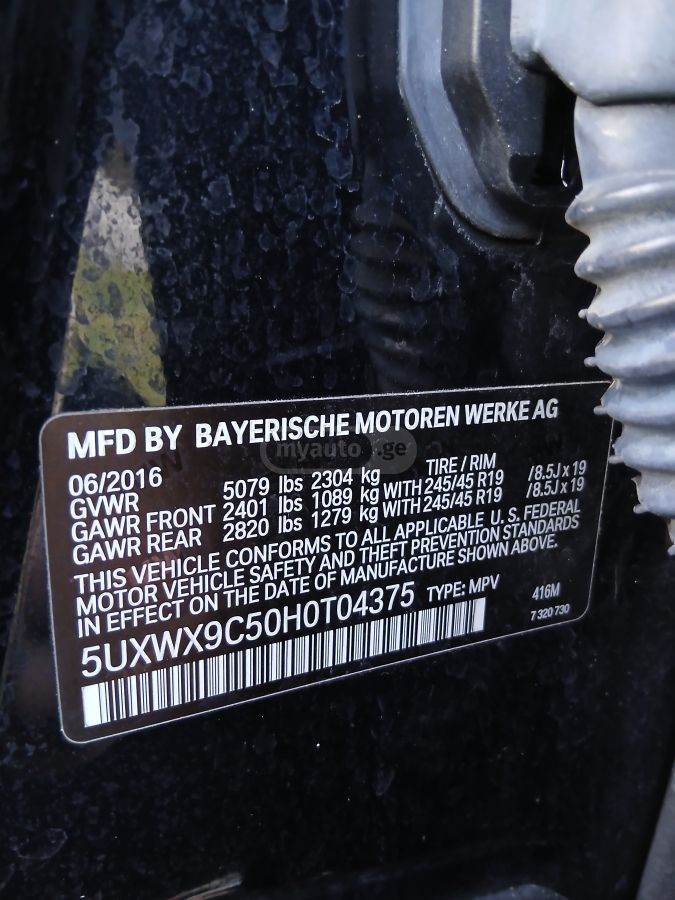 MFD BY BAYERISCHE MOTOREN WERKE AG
myauto.ge
06/2016 TIRE / RIM
GVWR 5079 lbs 2304 kg
GAWR FRONT 2401 lbs 1089 kg WITH 245/45 R19 /8.5J x 19
GAWR REAR 2820 lbs 1279 kg WITH 245/45 R19 /8.5J x 19
THIS VEHICLE CONFORMS TO ALL APPLICABLE U. S. FEDERAL
MOTOR VEHICLE SAFETY AND THEFT PREVENTION STANDARDS
IN EFFECT ON THE DATE OF MANUFACTURE SHOWN ABOVE.
5UXWX9C50H0T04375 TYPE: MPV 416M
7 320 730